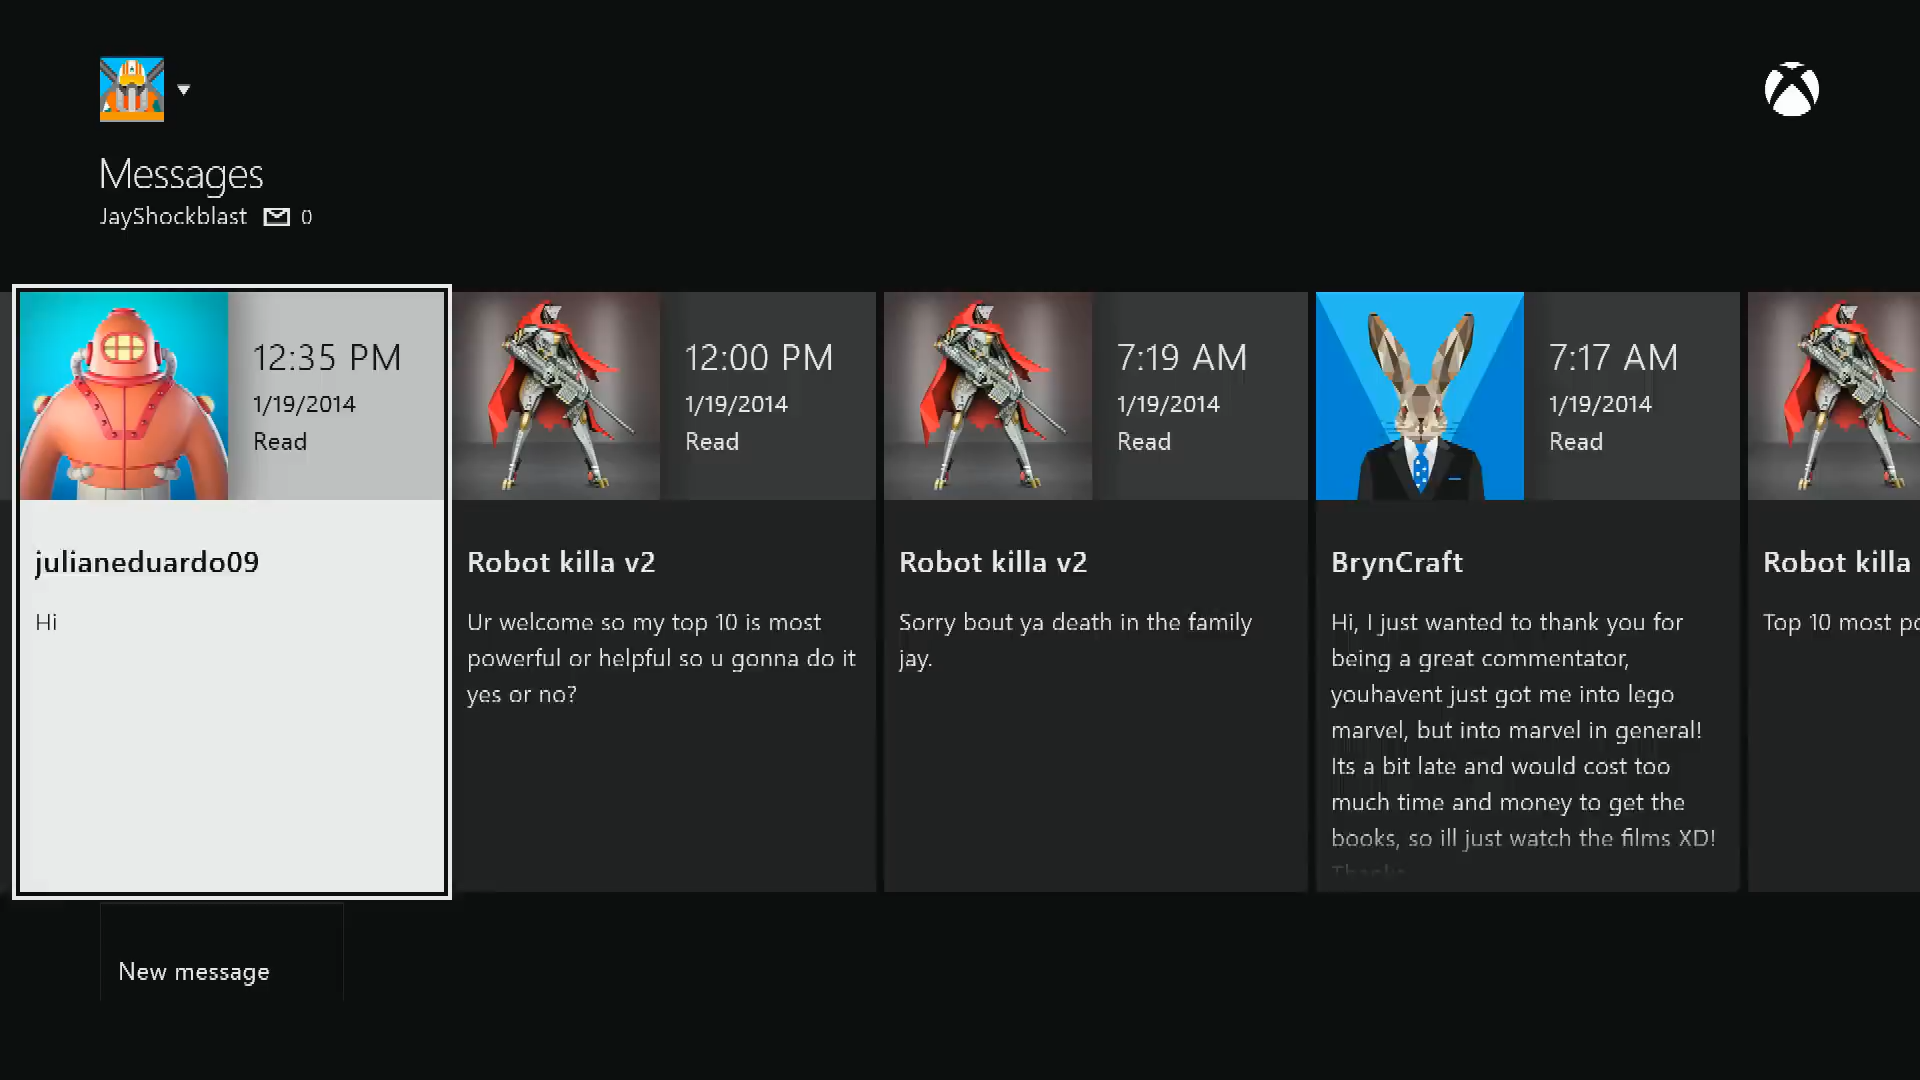 Messages
JayShockblast 0
12:35 PM
1/19/2014
Read
julianeduardo09
Hi
12:00 PM
1/19/2014
Read
Robot killa v2
Ur welcome so my top 10 is most
powerful or helpful so u gonna do it
yes or no?
7:19 AM
1/19/2014
Read
Robot killa v2
Sorry bout ya death in the family
jay.
7:17 AM
1/19/2014
Read
BrynCraft
Hi, I just wanted to thank you for
being a great commentator,
youhavent just got me into lego
marvel, but into marvel in general!
Its a bit late and would cost too
much time and money to get the
books, so ill just watch the films XD!
Robot killa
Top 10 most
New message